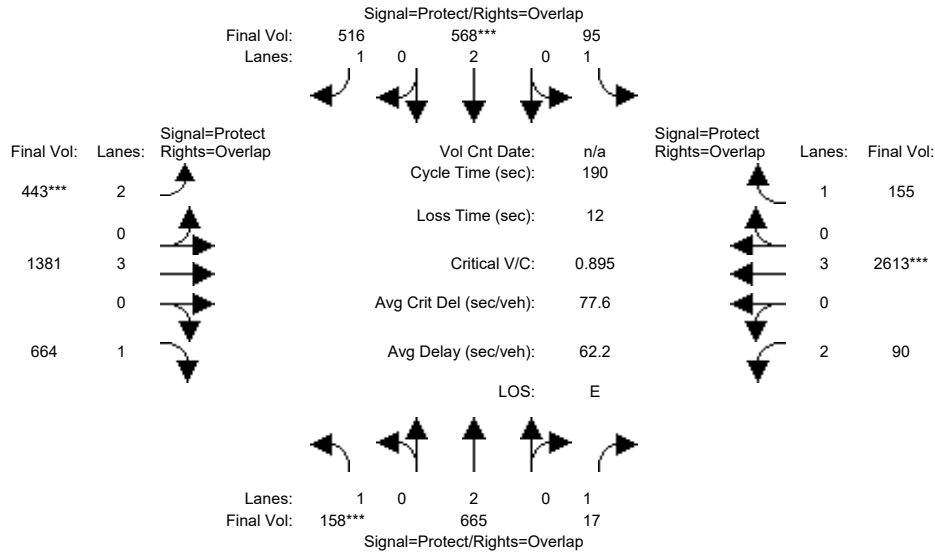 Signal=Protect/Rights=Overlap
Final Vol: 516 568*** 95
Lanes: 1 0 2 0 1
Signal=Protect
Final Vol: Lanes: Rights=Overlap
Vol Cnt Date: n/a
Signal=Protect
Rights=Overlap Lanes: Final Vol:
Cycle Time (sec): 190
443*** 2
1 155
Loss Time (sec): 12
0
0
1381 3
Critical V/C: 0.895
3 2613***
0
Avg Crit Del (sec/veh): 77.6
0
664 1
Avg Delay (sec/veh): 62.2
2 90
LOS: E
Lanes: 1 0 2 0 1
Final Vol: 158*** 665 17
Signal=Protect/Rights=Overlap